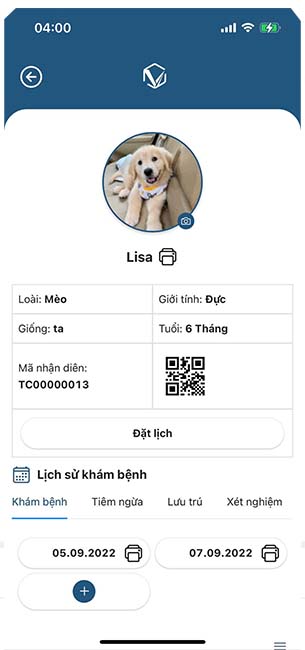 04:00
Lisa
Loài: Mèo
Giới tính: Đực
Giống: ta
Tuổi: 6 Tháng
Mã nhận diên:
TC00000013
Đặt lịch
Lịch sử khám bệnh
Khám bệnh Tiêm ngừa Lưu trú Xét nghiệm
05.09.2022 07.09.2022